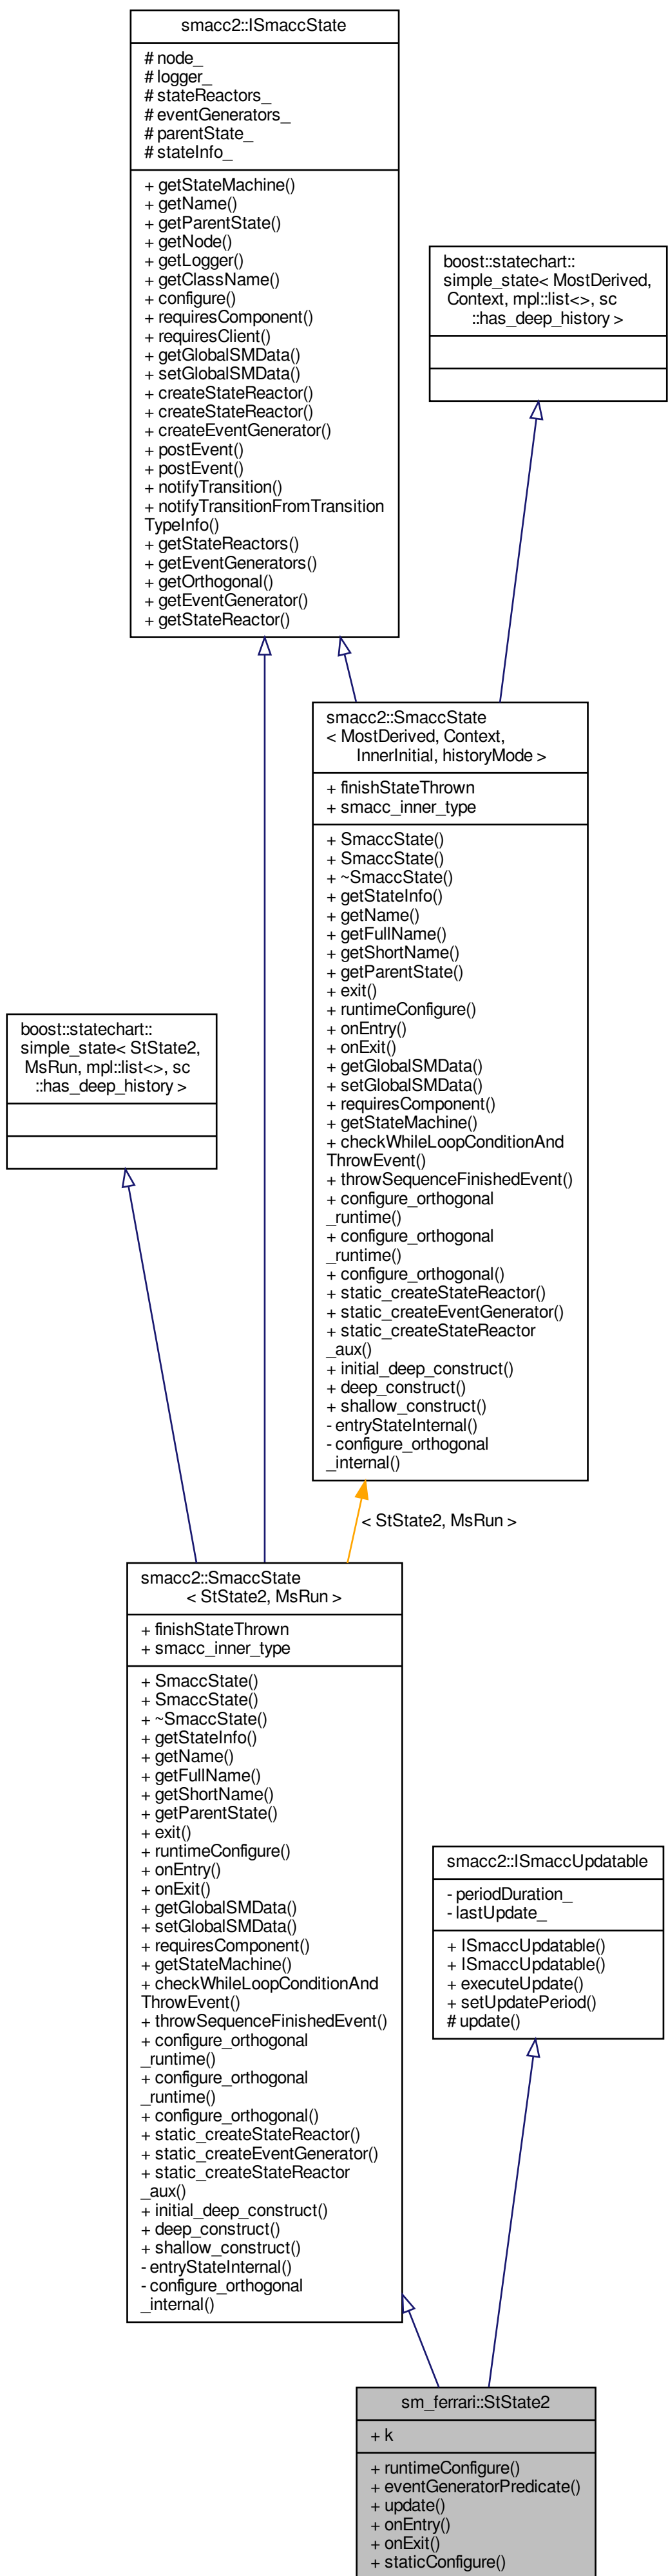 smacc2::ISmaccState
# node_
# logger_
# stateReactors_
# eventGenerators_
# parentState_
# stateInfo_
+ getStateMachine()
+ getName()
+ getParentState()
+ getNode()
+ getLogger()
+ getClassName()
+ configure()
+ requiresComponent()
+ requiresClient()
+ getGlobalSMData()
+ setGlobalSMData()
+ createStateReactor()
+ createStateReactor()
+ createEventGenerator()
+ postEvent()
+ postEvent()
+ notifyTransition()
+ notifyTransitionFromTransition
TypeInfo()
+ getStateReactors()
+ getEventGenerators()
+ getOrthogonal()
+ getEventGenerator()
+ getStateReactor()
boost::statechart::
simple_state< MostDerived,
Context, mpl::list<>, sc
::has_deep_history >
smacc2::SmaccState
< MostDerived, Context,
InnerInitial, historyMode >
+ finishStateThrown
+ smacc_inner_type
+ SmaccState()
+ SmaccState()
+ ~SmaccState()
+ getStateInfo()
+ getName()
+ getFullName()
+ getShortName()
+ getParentState()
+ exit()
+ runtimeConfigure()
+ onEntry()
+ onExit()
+ getGlobalSMData()
+ setGlobalSMData()
+ requiresComponent()
+ getStateMachine()
+ checkWhileLoopConditionAnd
ThrowEvent()
+ throwSequenceFinishedEvent()
+ configure_orthogonal
_runtime()
+ configure_orthogonal
_runtime()
+ configure_orthogonal()
+ static_createStateReactor()
+ static_createEventGenerator()
+ static_createStateReactor
_aux()
+ initial_deep_construct()
+ deep_construct()
+ shallow_construct()
- entryStateInternal()
- configure_orthogonal
_internal()
boost::statechart::
simple_state< StState2,
MsRun, mpl::list<>, sc
::has_deep_history >
< StState2, MsRun >
smacc2::SmaccState
< StState2, MsRun >
+ finishStateThrown
+ smacc_inner_type
+ SmaccState()
+ SmaccState()
+ ~SmaccState()
+ getStateInfo()
+ getName()
+ getFullName()
+ getShortName()
+ getParentState()
+ exit()
+ runtimeConfigure()
+ onEntry()
+ onExit()
+ getGlobalSMData()
+ setGlobalSMData()
+ requiresComponent()
+ getStateMachine()
+ checkWhileLoopConditionAnd
ThrowEvent()
+ throwSequenceFinishedEvent()
+ configure_orthogonal
_runtime()
+ configure_orthogonal
_runtime()
+ configure_orthogonal()
+ static_createStateReactor()
+ static_createEventGenerator()
+ static_createStateReactor
_aux()
+ initial_deep_construct()
+ deep_construct()
+ shallow_construct()
- entryStateInternal()
- configure_orthogonal
_internal()
smacc2::ISmaccUpdatable
- periodDuration_
- lastUpdate_
+ ISmaccUpdatable()
+ ISmaccUpdatable()
+ executeUpdate()
+ setUpdatePeriod()
# update()
sm_ferrari::StState2
+ k
+ runtimeConfigure()
+ eventGeneratorPredicate()
+ update()
+ onEntry()
+ onExit()
+ staticConfigure()